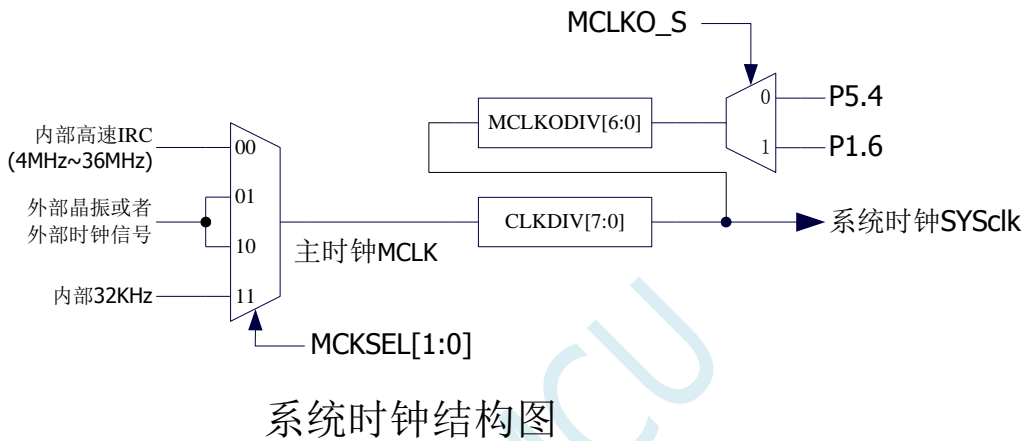 MCLKO_S
0
P5.4
MCLKODIV[6:0]
1
P1.6
内部高速IRC
(4MHz~36MHz)
00
01
外部晶振或者
外部时钟信号
10
主时钟MCLK
CLKDIV[7:0]
系统时钟SYSclk
内部32KHz
11
MCKSEL[1:0]
系统时钟结构图
CU